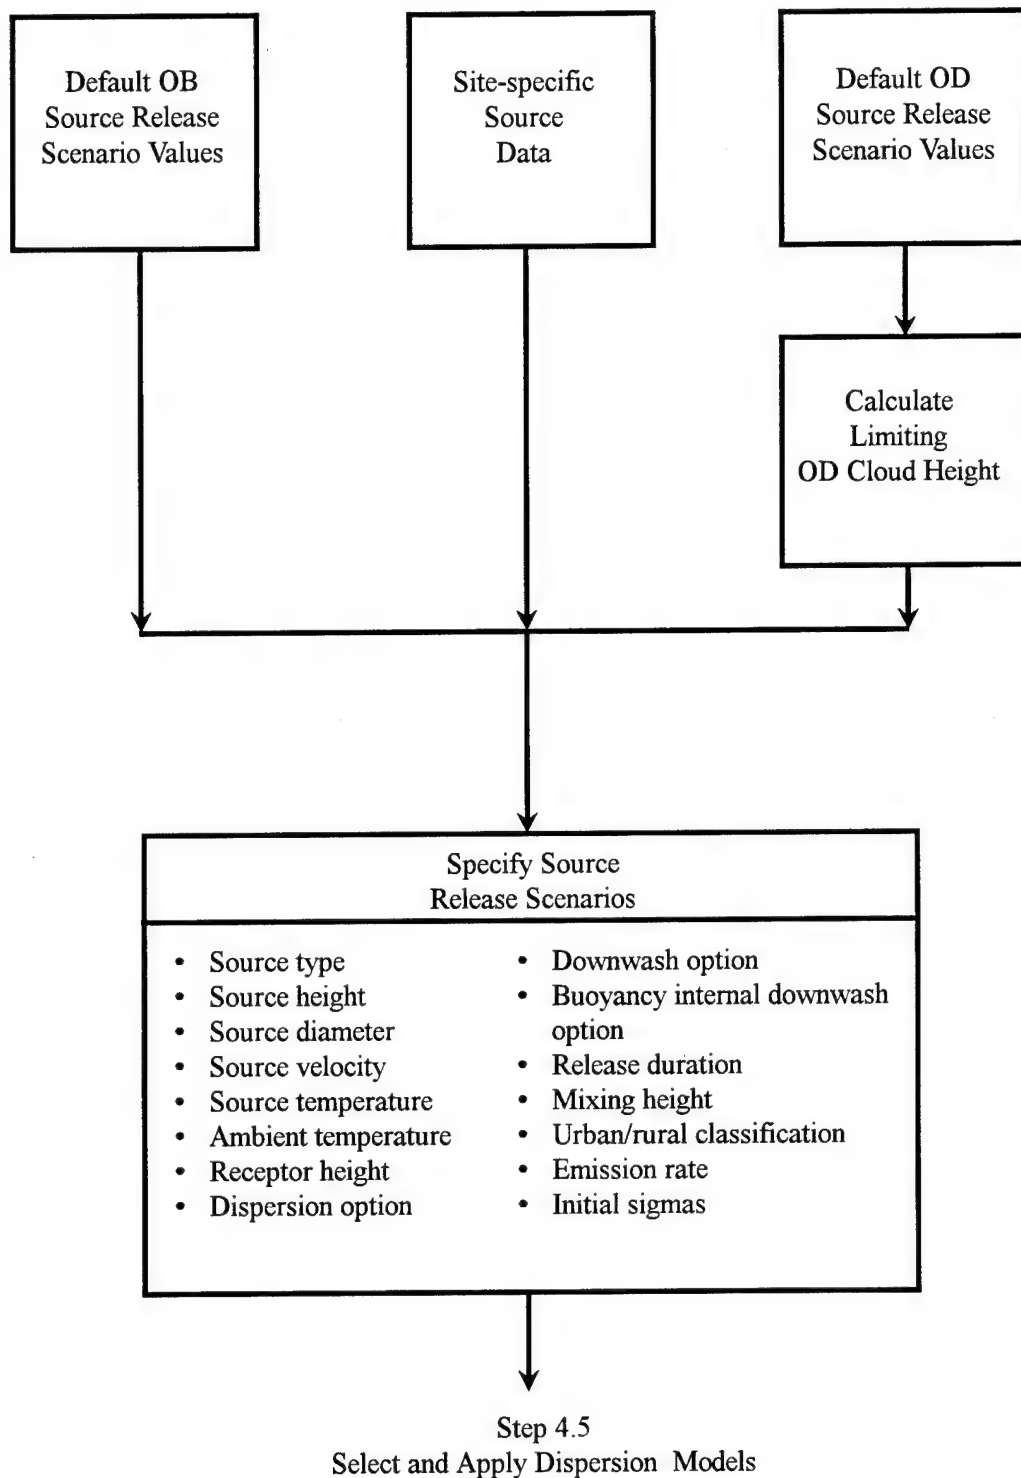 Default OB
Source Release
Scenario Values
Site-specific
Source
Data
Default OD
Source Release
Scenario Values
Calculate
Limiting
OD Cloud Height
Specify Source
Release Scenarios
• Source type
• Source height
• Source diameter
• Source velocity
• Source temperature
• Ambient temperature
• Receptor height
• Dispersion option
• Downwash option
• Buoyancy internal downwash
option
• Release duration
• Mixing height
• Urban/rural classification
• Emission rate
• Initial sigmas
Step 4.5
Select and Apply Dispersion Models